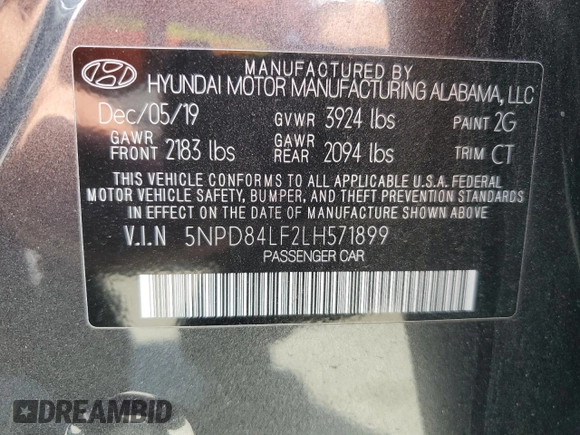 MANUFACTURED BY
HYUNDAI MOTOR MANUFACTURING ALABAMA, LLC
Dec/05/19 GVWR 3924 lbs PAINT 2G
GAWR FRONT 2183 lbs GAWR REAR 2094 lbs TRIM CT
THIS VEHICLE CONFORMS TO ALL APPLICABLE U.S.A. FEDERAL
MOTOR VEHICLE SAFETY, BUMPER, AND THEFT PREVENTION STANDARDS
IN EFFECT ON THE DATE OF MANUFACTURE SHOWN ABOVE.
V.I.N 5NPD84LF2LH571899
PASSENGER CAR
DREAMBID